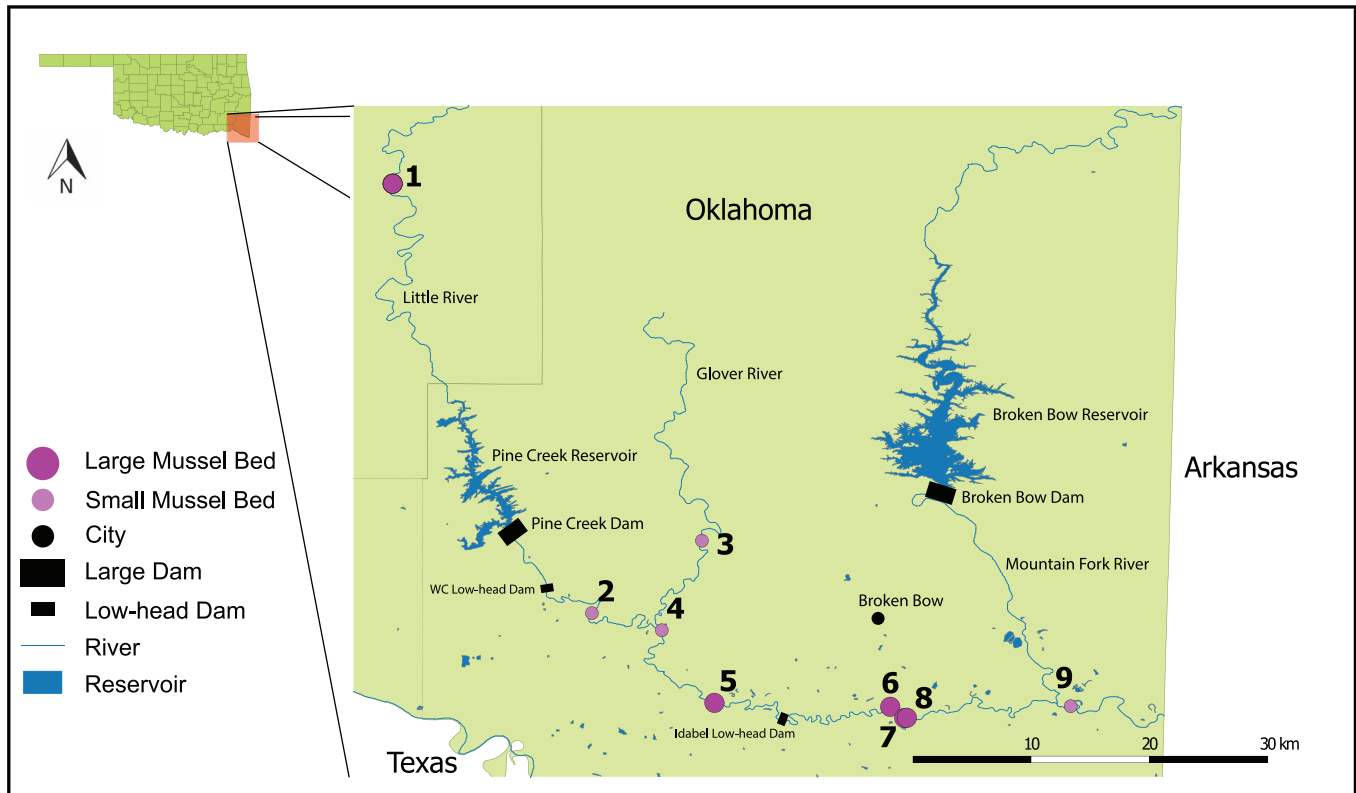 N
1
Oklahoma
Little River
Glover River
Broken Bow Reservoir
Pine Creek Reservoir
Arkansas
Large Mussel Bed
Small Mussel Bed
City
Large Dam
Low-head Dam
River
Reservoir
Broken Bow Dam
Pine Creek Dam
3
Mountain Fork River
WC Low-head Dam
2
4
Broken Bow
5
6
8
9
7
Idabel Low-head Dam
Texas
10 20 30 km